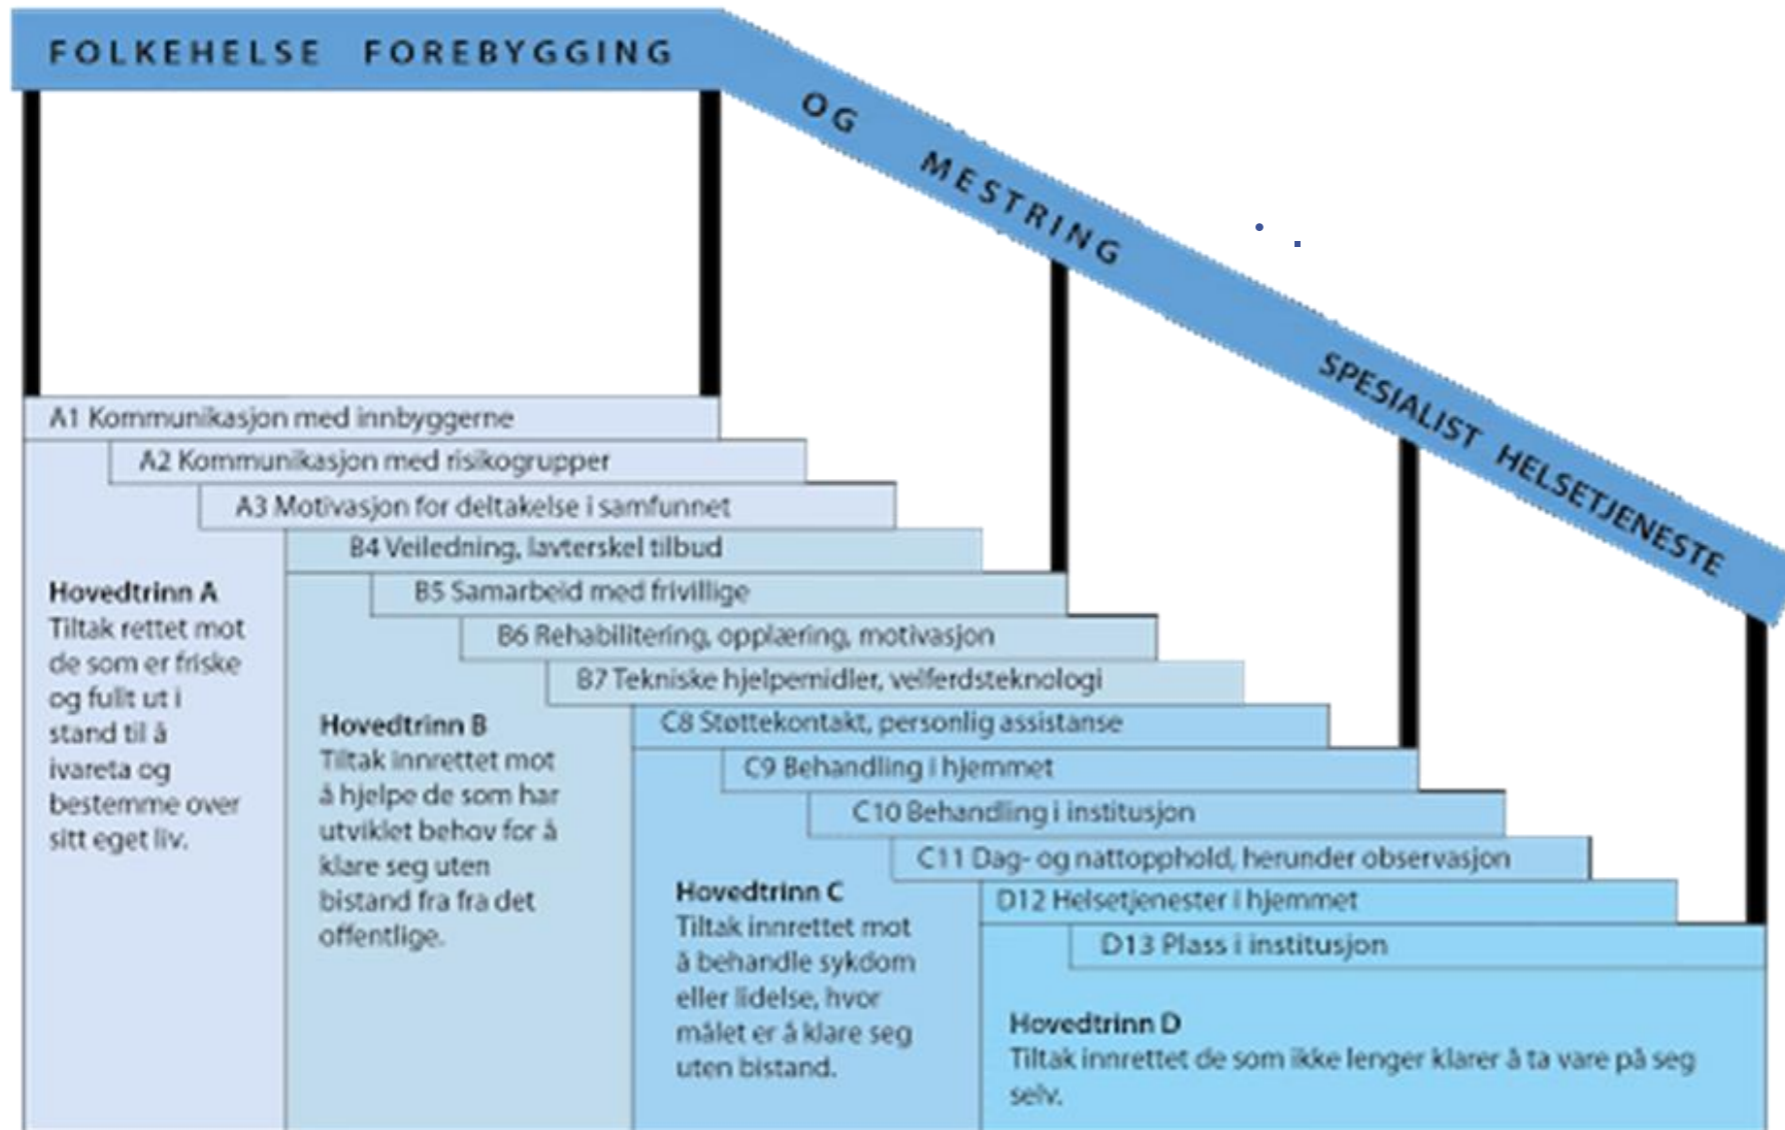 FOLKEHELSE FOREBYGGING
OG MESTRING
SPESIALIST HELSETJENESTE
A1 Kommunikasjon med innbyggerne
A2 Kommunikasjon med risikogrupper
A3 Motivasjon for deltakelse i samfunnet
B4 Veiledning, lavterskel tilbud
B5 Samarbeid med frivillige
B6 Rehabilitering, opplæring, motivasjon
B7 Tekniske hjelpemidler, velferdsteknologi
C8 Støttekontakt, personlig assistanse
C9 Behandling i hjemmet
C10 Behandling i institusjon
C11 Dag- og nattopphold, herunder observasjon
D12 Helsetjenester i hjemmet
D13 Plass i institusjon
Hovedtrinn A
Tiltak rettet mot
de som er friske
og fullt ut i
stand til å
ivareta og
bestemme over
sitt eget liv.
Hovedtrinn B
Tiltak innrettet mot
å hjelpe de som har
utviklet behov for å
klare seg uten
bistand fra fra det
offentlige.
Hovedtrinn C
Tiltak innrettet mot
å behandle sykdom
eller lidelse, hvor
målet er å klare seg
uten bistand.
Hovedtrinn D
Tiltak innrettet de som ikke lenger klarer å ta vare på seg
selv.